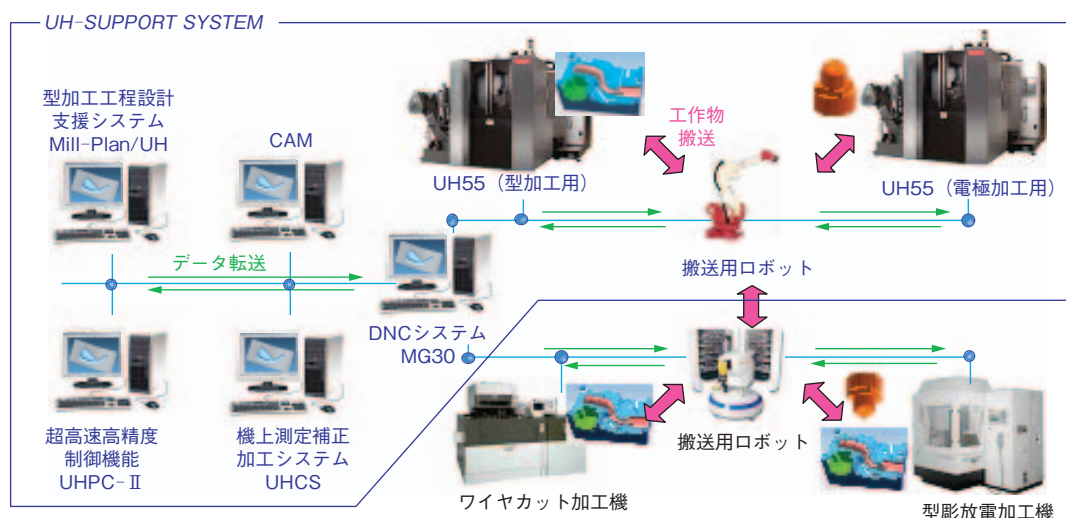 UH-SUPPORT SYSTEM
型加工工程設計
支援システム
Mill-Plan/UH
CAM
UH55（型加工用）
工作物
搬送
UH55（電極加工用）
搬送用ロボット
データ転送
DNCシステム
MG30
超高速高精度
制御機能
UHPC-Ⅱ
機上測定補正
加工システム
UHCS
ワイヤカット加工機
搬送用ロボット
型彫放電加工機